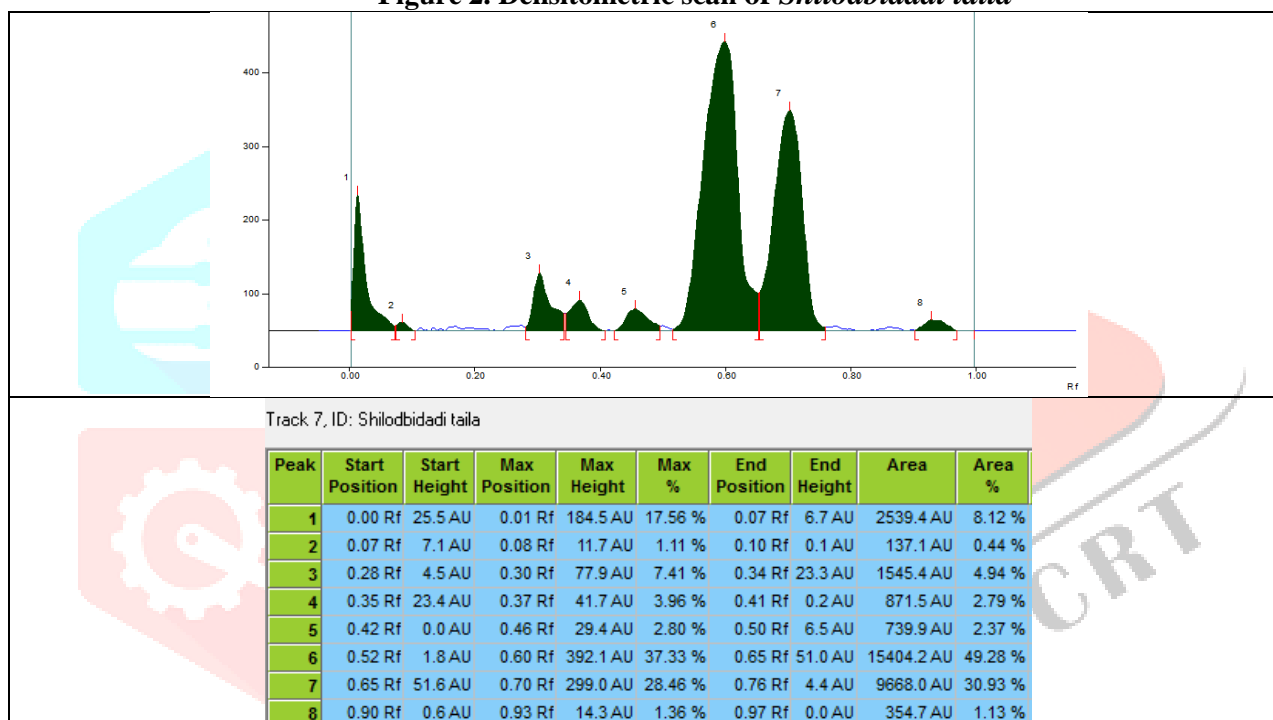 Figure 2. Densitometric scan of Shilodbidadi taila
6
400
7
300
1
200
3
4
5
100
2
8
0
0.00 0.20 0.40 0.60 0.80 1.00
Rf
Track 7, ID: Shilodbidadi taila
Peak Start Position Start Height Max Position Max Height Max % End Position End Height Area Area %
1 0.00 Rf 25.5 AU 0.01 Rf 184.5 AU 17.56 % 0.07 Rf 6.7 AU 2539.4 AU 8.12 %
2 0.07 Rf 7.1 AU 0.08 Rf 11.7 AU 1.11 % 0.10 Rf 0.1 AU 137.1 AU 0.44 %
3 0.28 Rf 4.5 AU 0.30 Rf 77.9 AU 7.41 % 0.34 Rf 23.3 AU 1545.4 AU 4.94 %
4 0.35 Rf 23.4 AU 0.37 Rf 41.7 AU 3.96 % 0.41 Rf 0.2 AU 871.5 AU 2.79 %
5 0.42 Rf 0.0 AU 0.46 Rf 29.4 AU 2.80 % 0.50 Rf 6.5 AU 739.9 AU 2.37 %
6 0.52 Rf 1.8 AU 0.60 Rf 392.1 AU 37.33 % 0.65 Rf 51.0 AU 15404.2 AU 49.28 %
7 0.65 Rf 51.6 AU 0.70 Rf 299.0 AU 28.46 % 0.76 Rf 4.4 AU 9668.0 AU 30.93 %
8 0.90 Rf 0.6 AU 0.93 Rf 14.3 AU 1.36 % 0.97 Rf 0.0 AU 354.7 AU 1.13 %
CRT